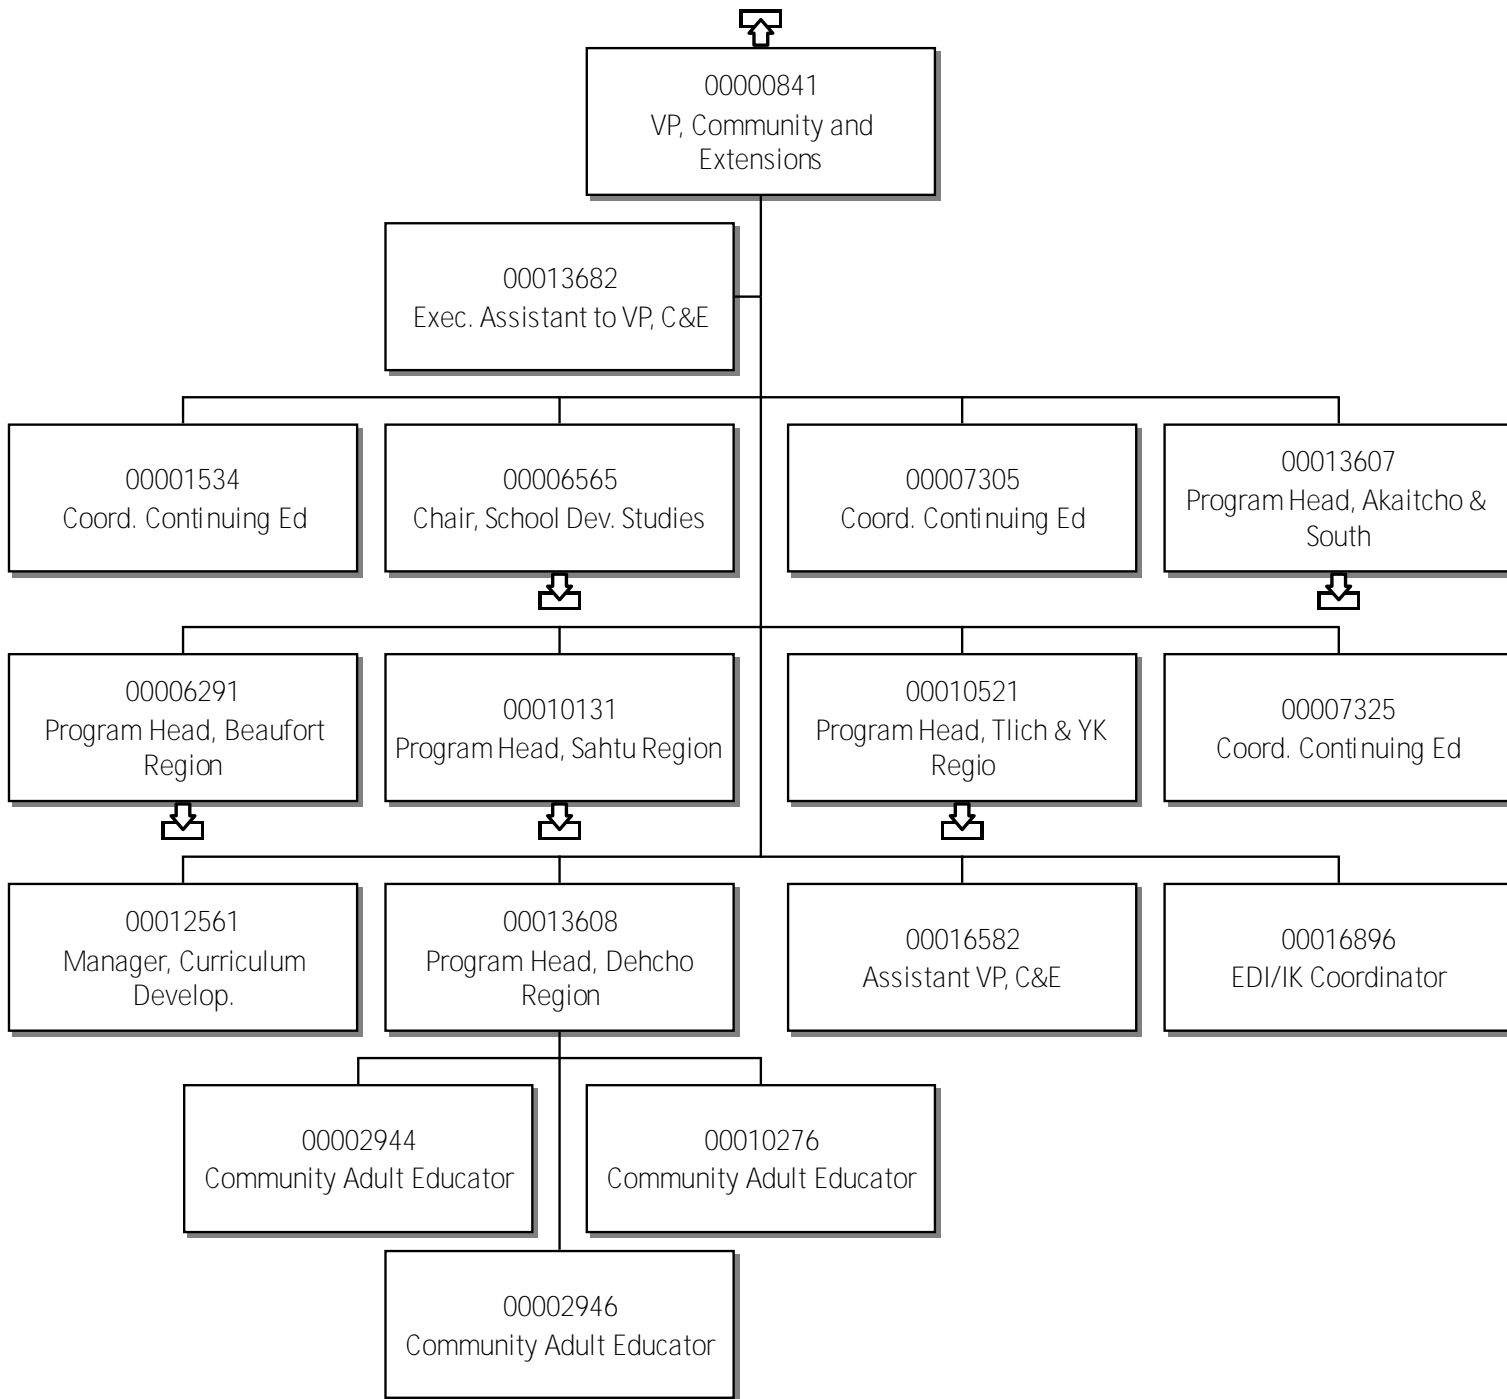 00000841
VP, Community and
Extensions
00013682
Exec. Assistant to VP, C&E
00001534
Coord. Continuing Ed
00006565
Chair, School Dev. Studies
00007305
Coord. Continuing Ed
00013607
Program Head, Akaitcho &
South
00006291
Program Head, Beaufort
Region
00010131
Program Head, Sahtu Region
00010521
Program Head, Tlich & YK
Regio
00007325
Coord. Continuing Ed
00012561
Manager, Curriculum
Develop.
00013608
Program Head, Dehcho
Region
00016582
Assistant VP, C&E
00016896
EDI/IK Coordinator
00002944
Community Adult Educator
00010276
Community Adult Educator
00002946
Community Adult Educator